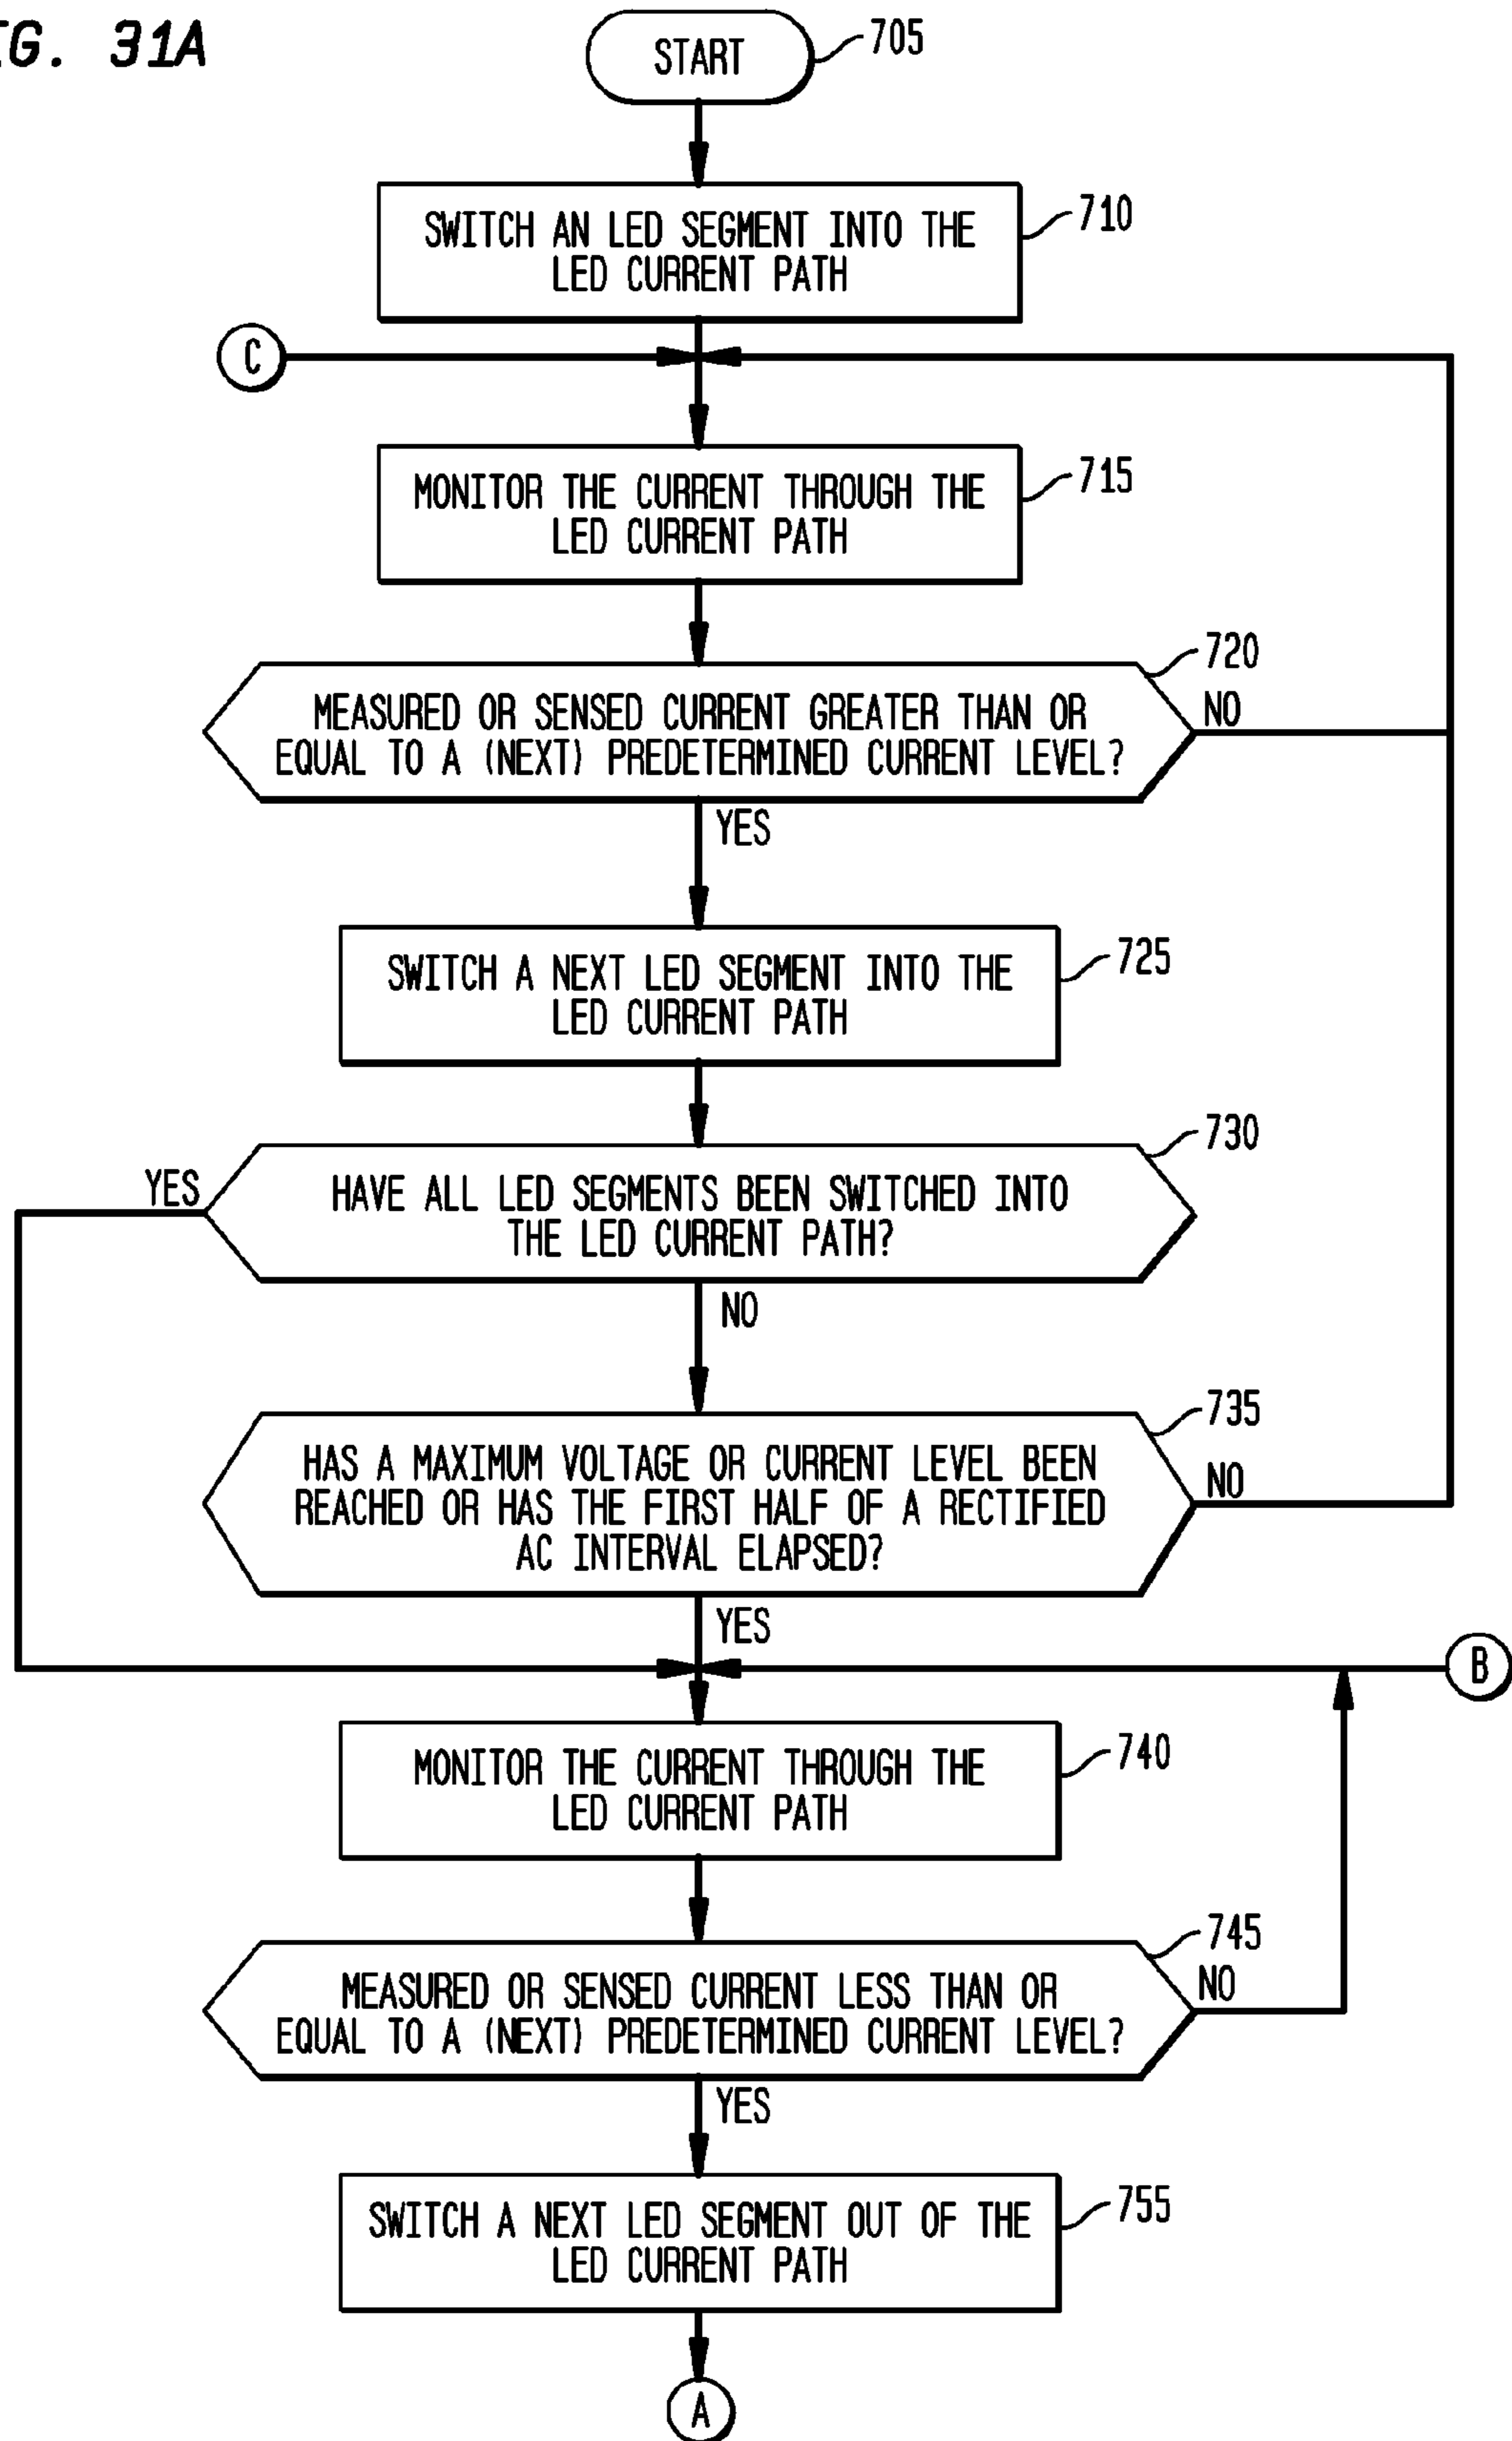 G. 31A
START
705
SWITCH AN LED SEGMENT INTO THE
LED CURRENT PATH
710
C
MONITOR THE CURRENT THROUGH THE
LED CURRENT PATH
715
720
MEASURED OR SENSED CURRENT GREATER THAN OR
EQUAL TO A (NEXT) PREDETERMINED CURRENT LEVEL?
NO
YES
SWITCH A NEXT LED SEGMENT INTO THE
LED CURRENT PATH
725
730
YES
HAVE ALL LED SEGMENTS BEEN SWITCHED INTO
THE LED CURRENT PATH?
NO
735
HAS A MAXIMUM VOLTAGE OR CURRENT LEVEL BEEN
REACHED OR HAS THE FIRST HALF OF A RECTIFIED
AC INTERVAL ELAPSED?
NO
YES
B
MONITOR THE CURRENT THROUGH THE
LED CURRENT PATH
740
745
MEASURED OR SENSED CURRENT LESS THAN OR
EQUAL TO A (NEXT) PREDETERMINED CURRENT LEVEL?
NO
YES
SWITCH A NEXT LED SEGMENT OUT OF THE
LED CURRENT PATH
755
A